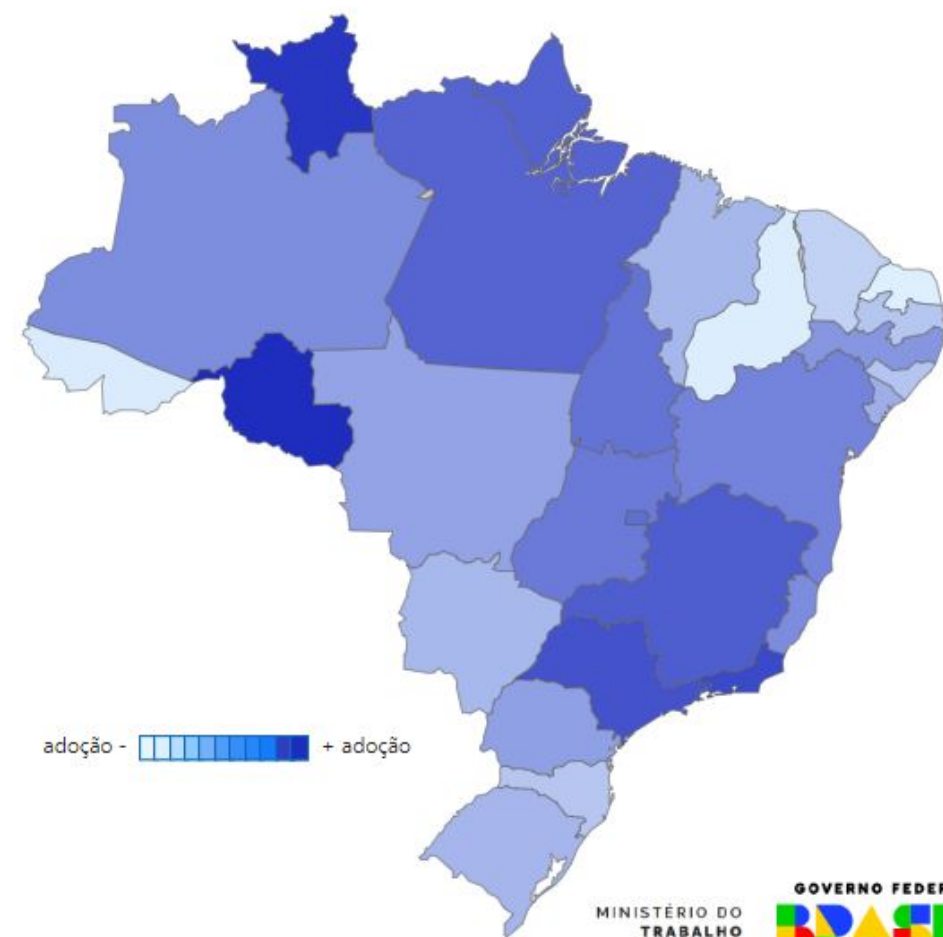 adoção -
+ adoção
MINISTÉRIO DO
TRABALHO
GOVERNO FEDER